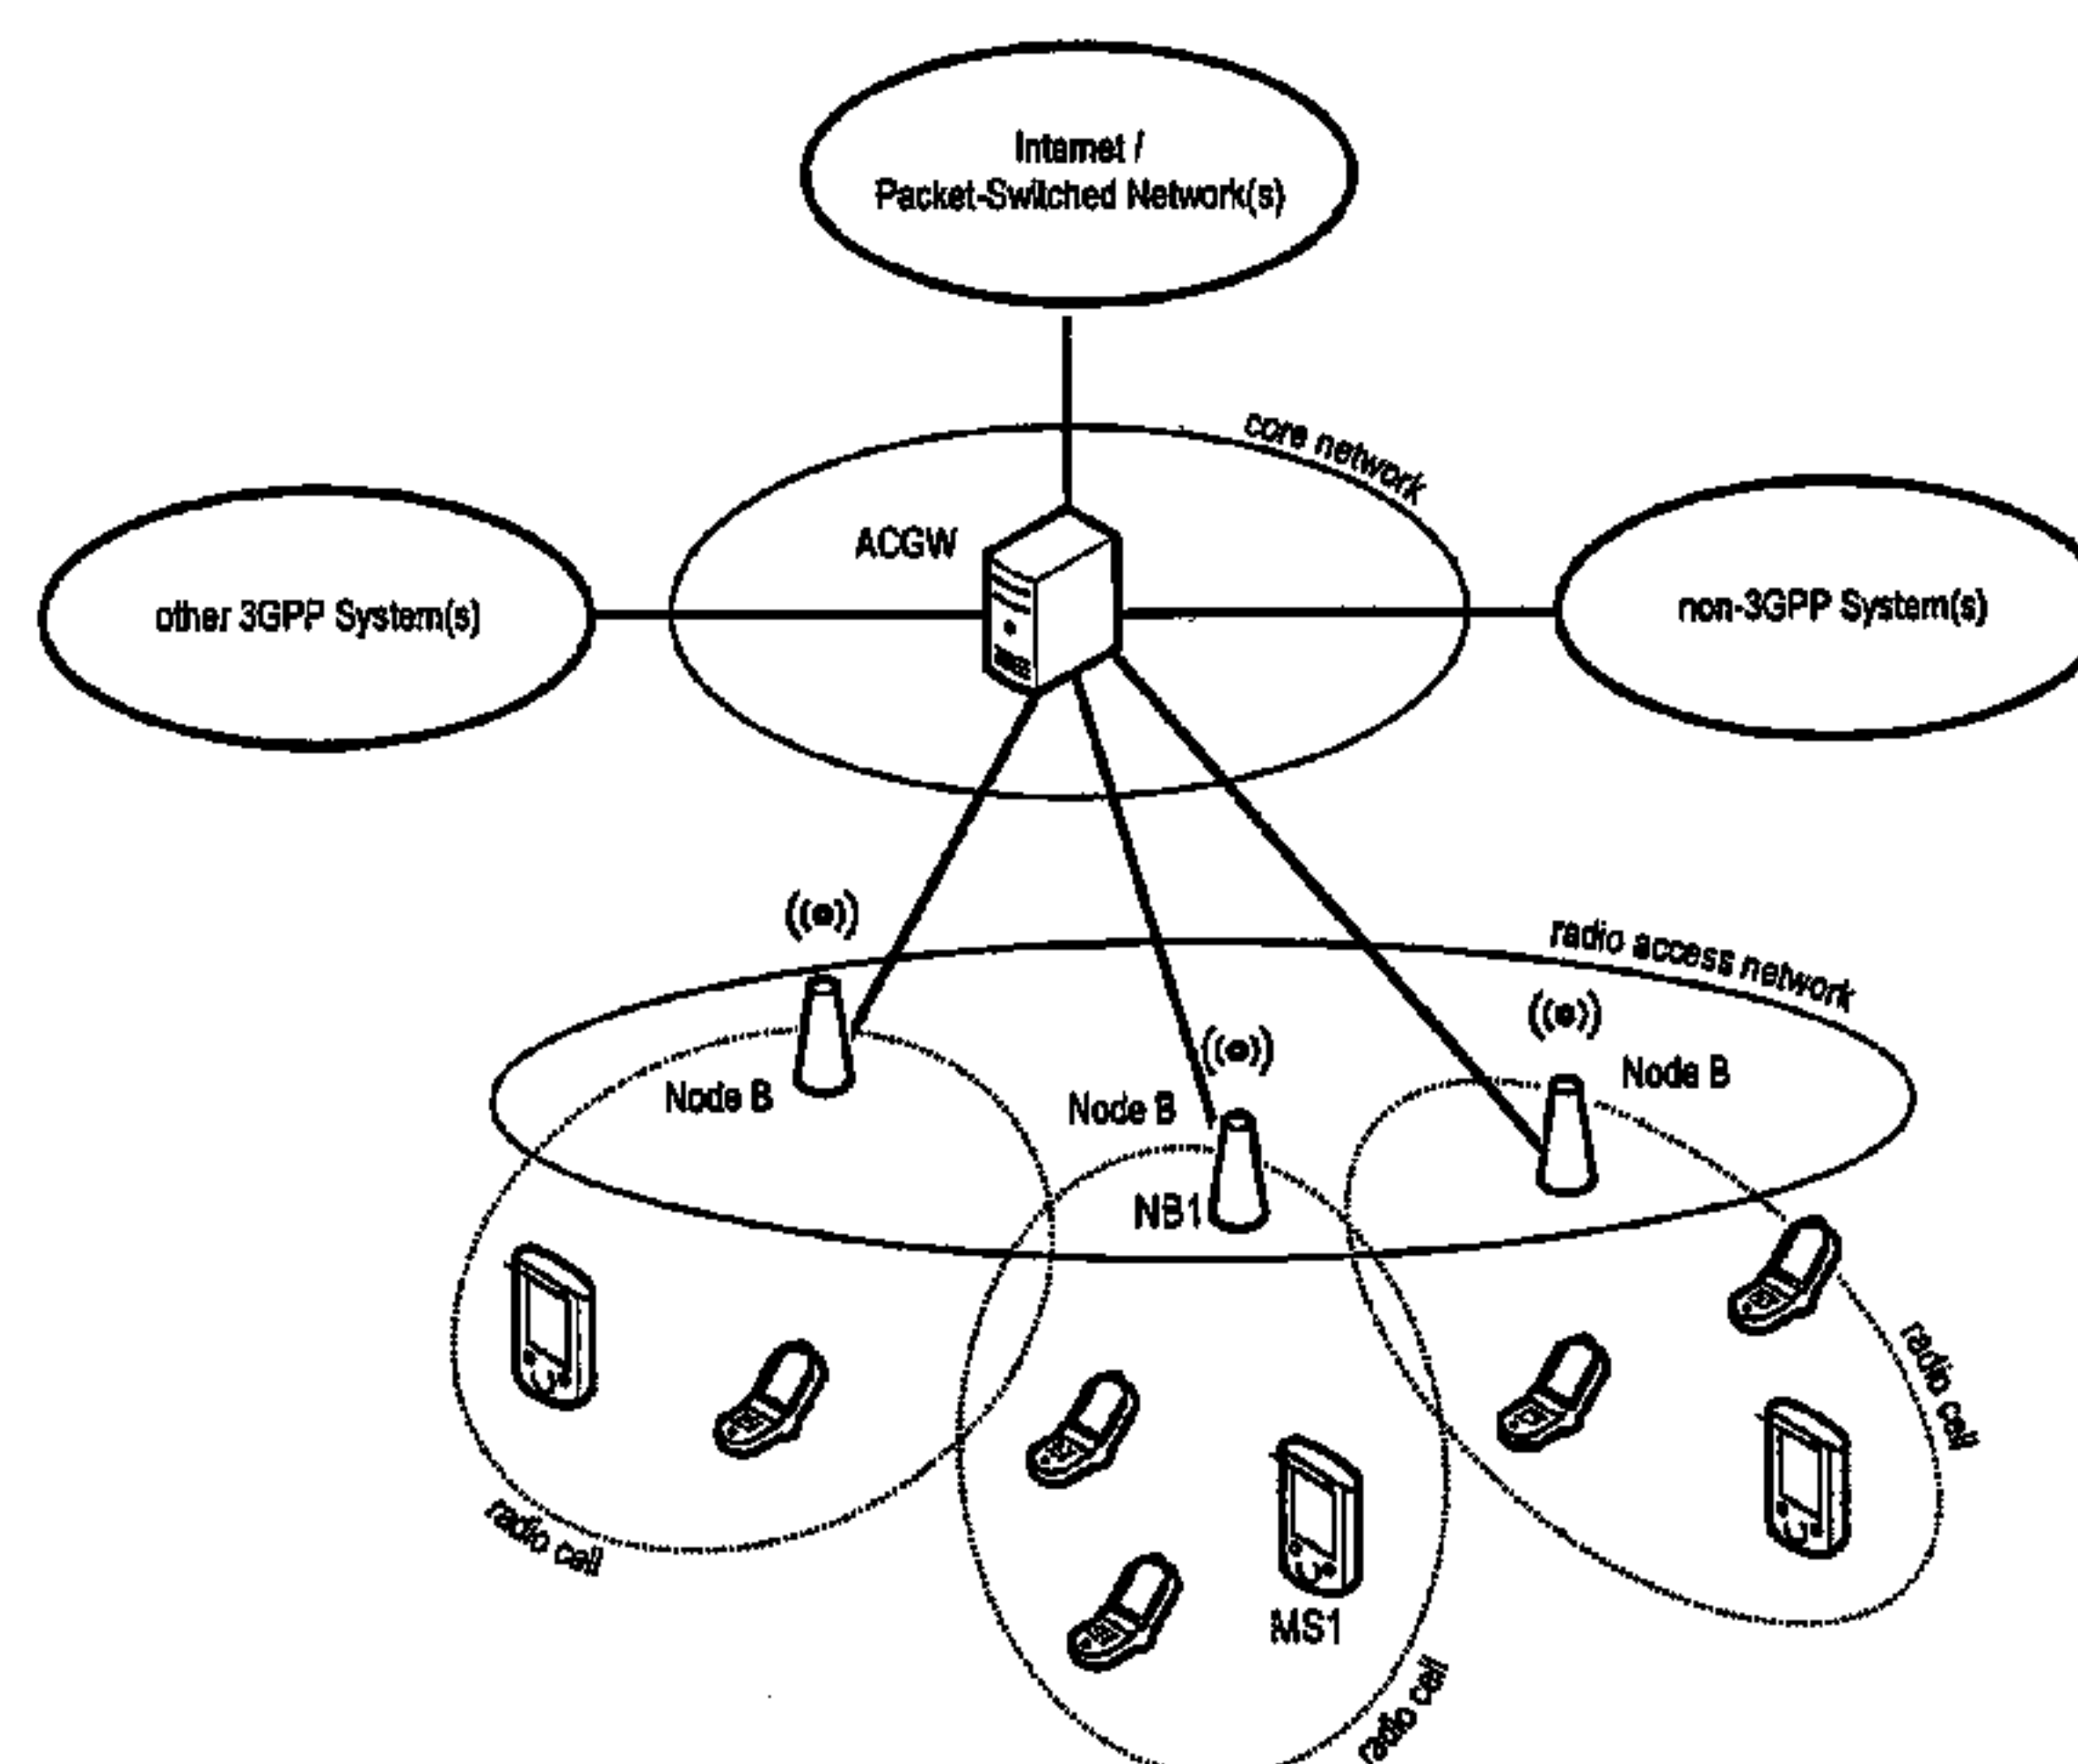 Internet /
Packet-Switched Network(s)
core network
ACGW
other 3GPP System(s)
non-3GPP System(s)
radio access network
Node B
Node B
Node B
NB1
radio cell
radio cell
MS1
radio cell